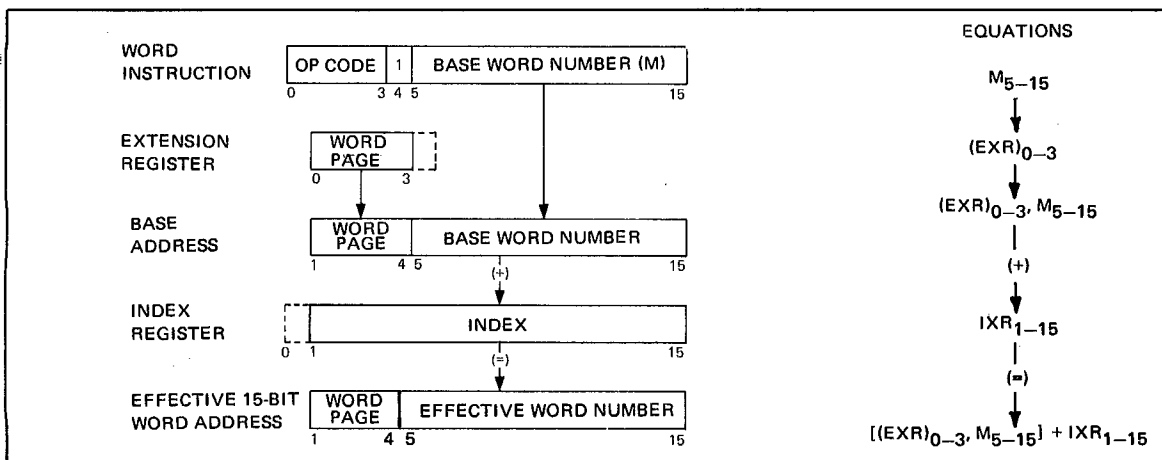 EQUATIONS
WORD
INSTRUCTION
OP CODE 1 BASE WORD NUMBER (M)
0 3 4 5 15
M5–15
EXTENSION
REGISTER
WORD
PAGE
0 3
(EXR)0–3
BASE
ADDRESS
WORD
PAGE
BASE WORD NUMBER
1 4 5 15
(EXR)0–3, M5–15
(+)
(+)
INDEX
REGISTER
INDEX
0 1 15
IXR1–15
(=)
(=)
EFFECTIVE 15-BIT
WORD ADDRESS
WORD
PAGE
EFFECTIVE WORD NUMBER
1 4 5 15
[(EXR)0–3, M5–15] + IXR1–15